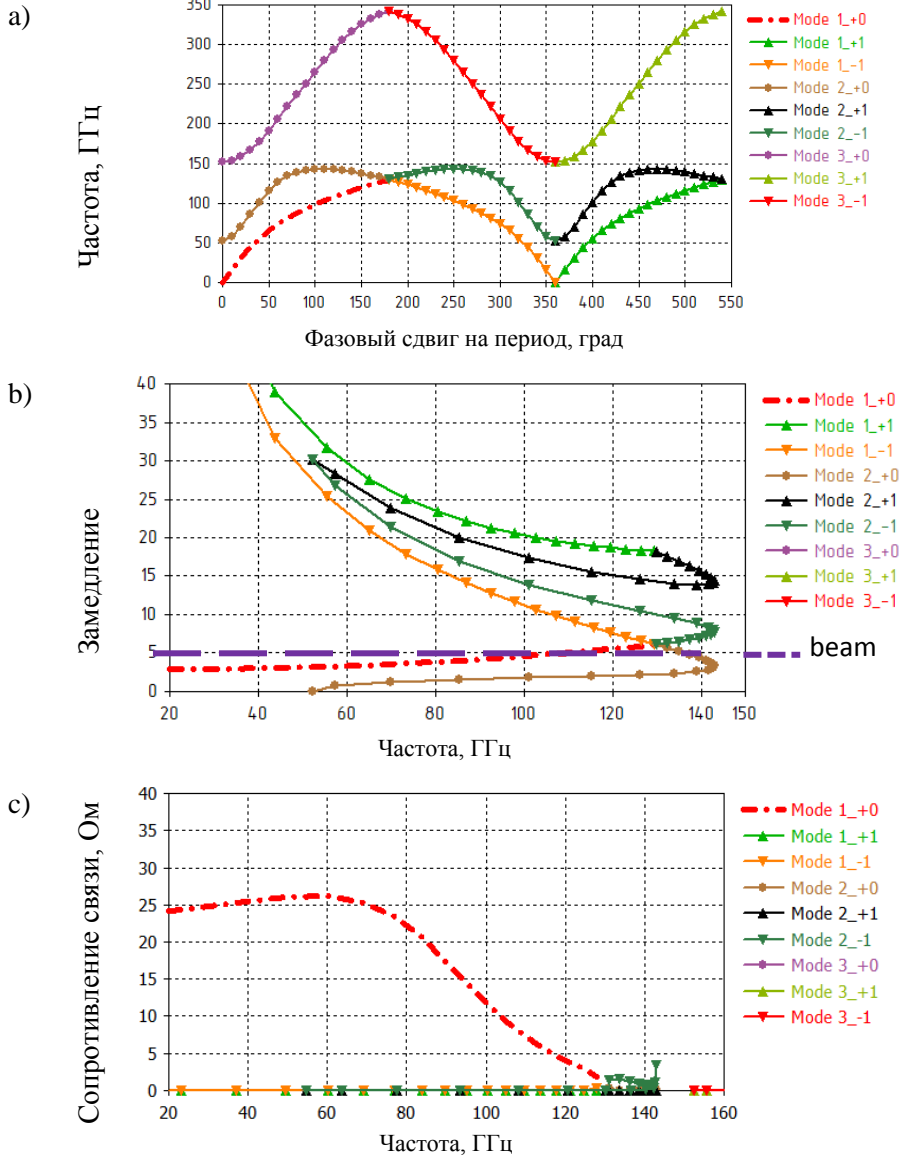 a)
Частота, ГГц
350
300
250
200
150
100
50
0
0 50 100 150 200 250 300 350 400 450 500 550
Фазовый сдвиг на период, град
Mode 1_+0
Mode 1_+1
Mode 1_-1
Mode 2_+0
Mode 2_+1
Mode 2_-1
Mode 3_+0
Mode 3_+1
Mode 3_-1
b)
Замедление
40
35
30
25
20
15
10
5
0
20 40 60 80 100 120 140 150
Частота, ГГц
Mode 1_+0
Mode 1_+1
Mode 1_-1
Mode 2_+0
Mode 2_+1
Mode 2_-1
Mode 3_+0
Mode 3_+1
Mode 3_-1
beam
c)
Сопротивление связи, Ом
40
35
30
25
20
15
10
5
0
20 40 60 80 100 120 140 160
Частота, ГГц
Mode 1_+0
Mode 1_+1
Mode 1_-1
Mode 2_+0
Mode 2_+1
Mode 2_-1
Mode 3_+0
Mode 3_+1
Mode 3_-1